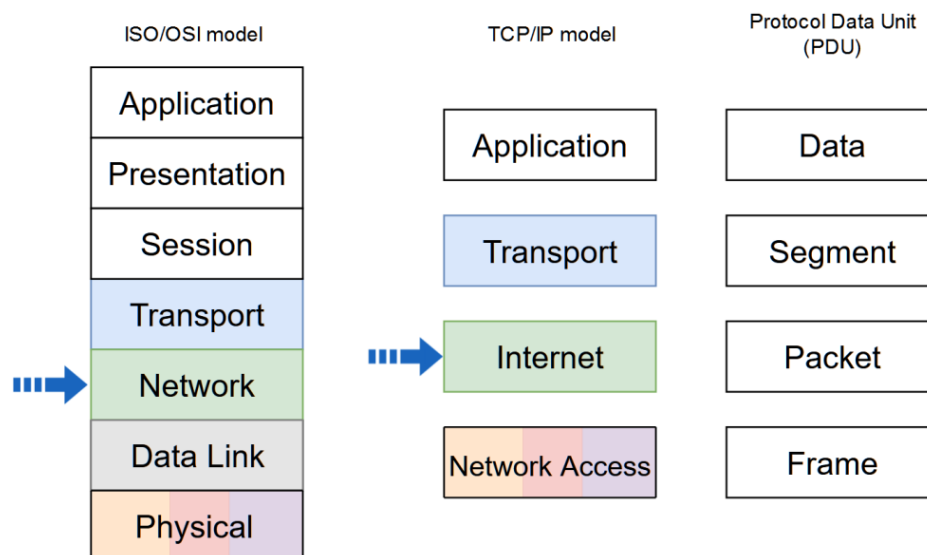 ISO/OSI model
Application
Presentation
Session
Transport
Network
Data Link
Physical
TCP/IP model
Application
Transport
Internet
Network Access
Protocol Data Unit
(PDU)
Data
Segment
Packet
Frame